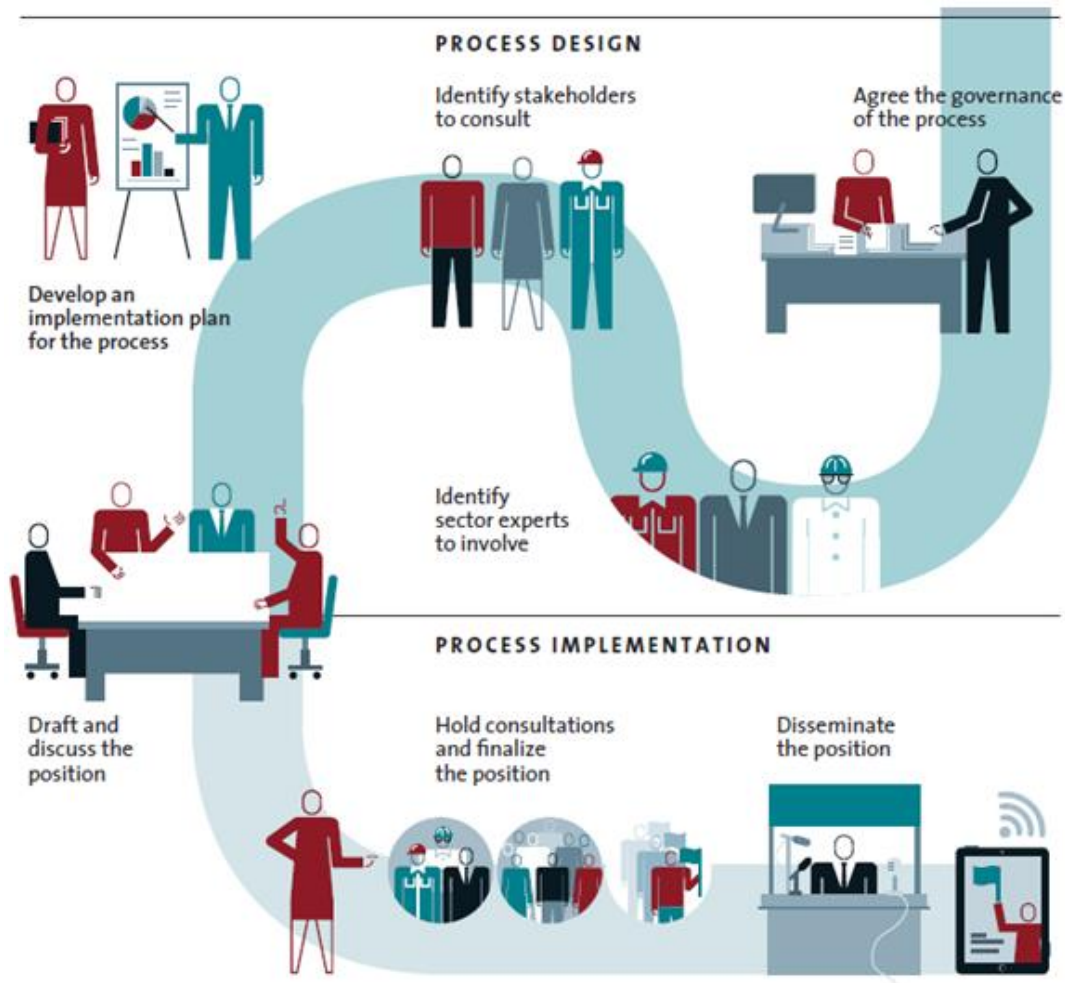 PROCESS DESIGN
Identify stakeholders
to consult
Agree the governance
of the process
Develop an
implementation plan
for the process
Identify
sector experts
to involve
PROCESS IMPLEMENTATION
Draft and
discuss the
position
Hold consultations
and finalize
the position
Disseminate
the position